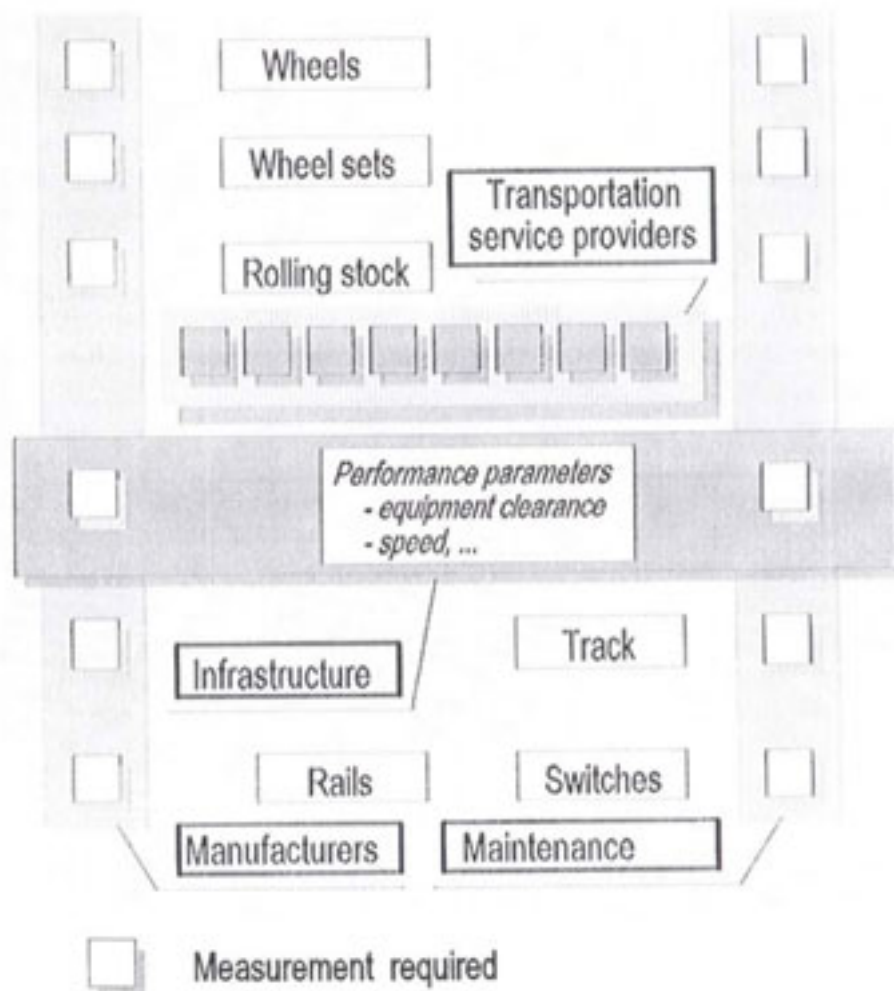 Wheels
Wheel sets
Transportation
service providers
Rolling stock
Performance parameters
- equipment clearance
- speed, ...
Track
Infrastructure
Rails
Switches
Manufacturers
Maintenance
Measurement required